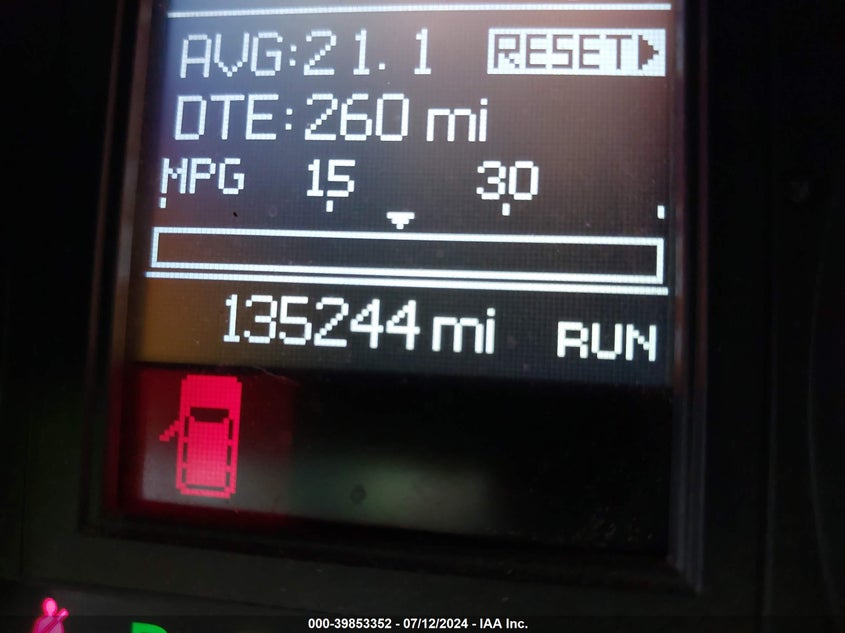 AVG:21.1 RESET
DTE:260 mi
MPG 15 30
135244 mi RUN
000-39853352 - 07/12/2024 - IAA Inc.